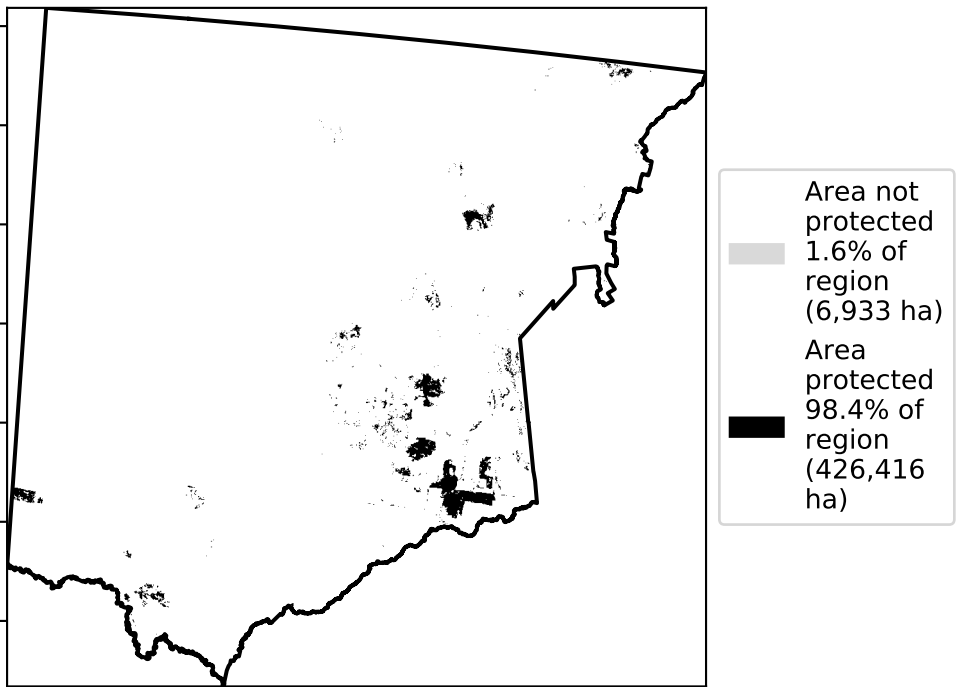 Area not
protected
1.6% of
region
(6,933 ha)
Area
protected
98.4% of
region
(426,416
ha)